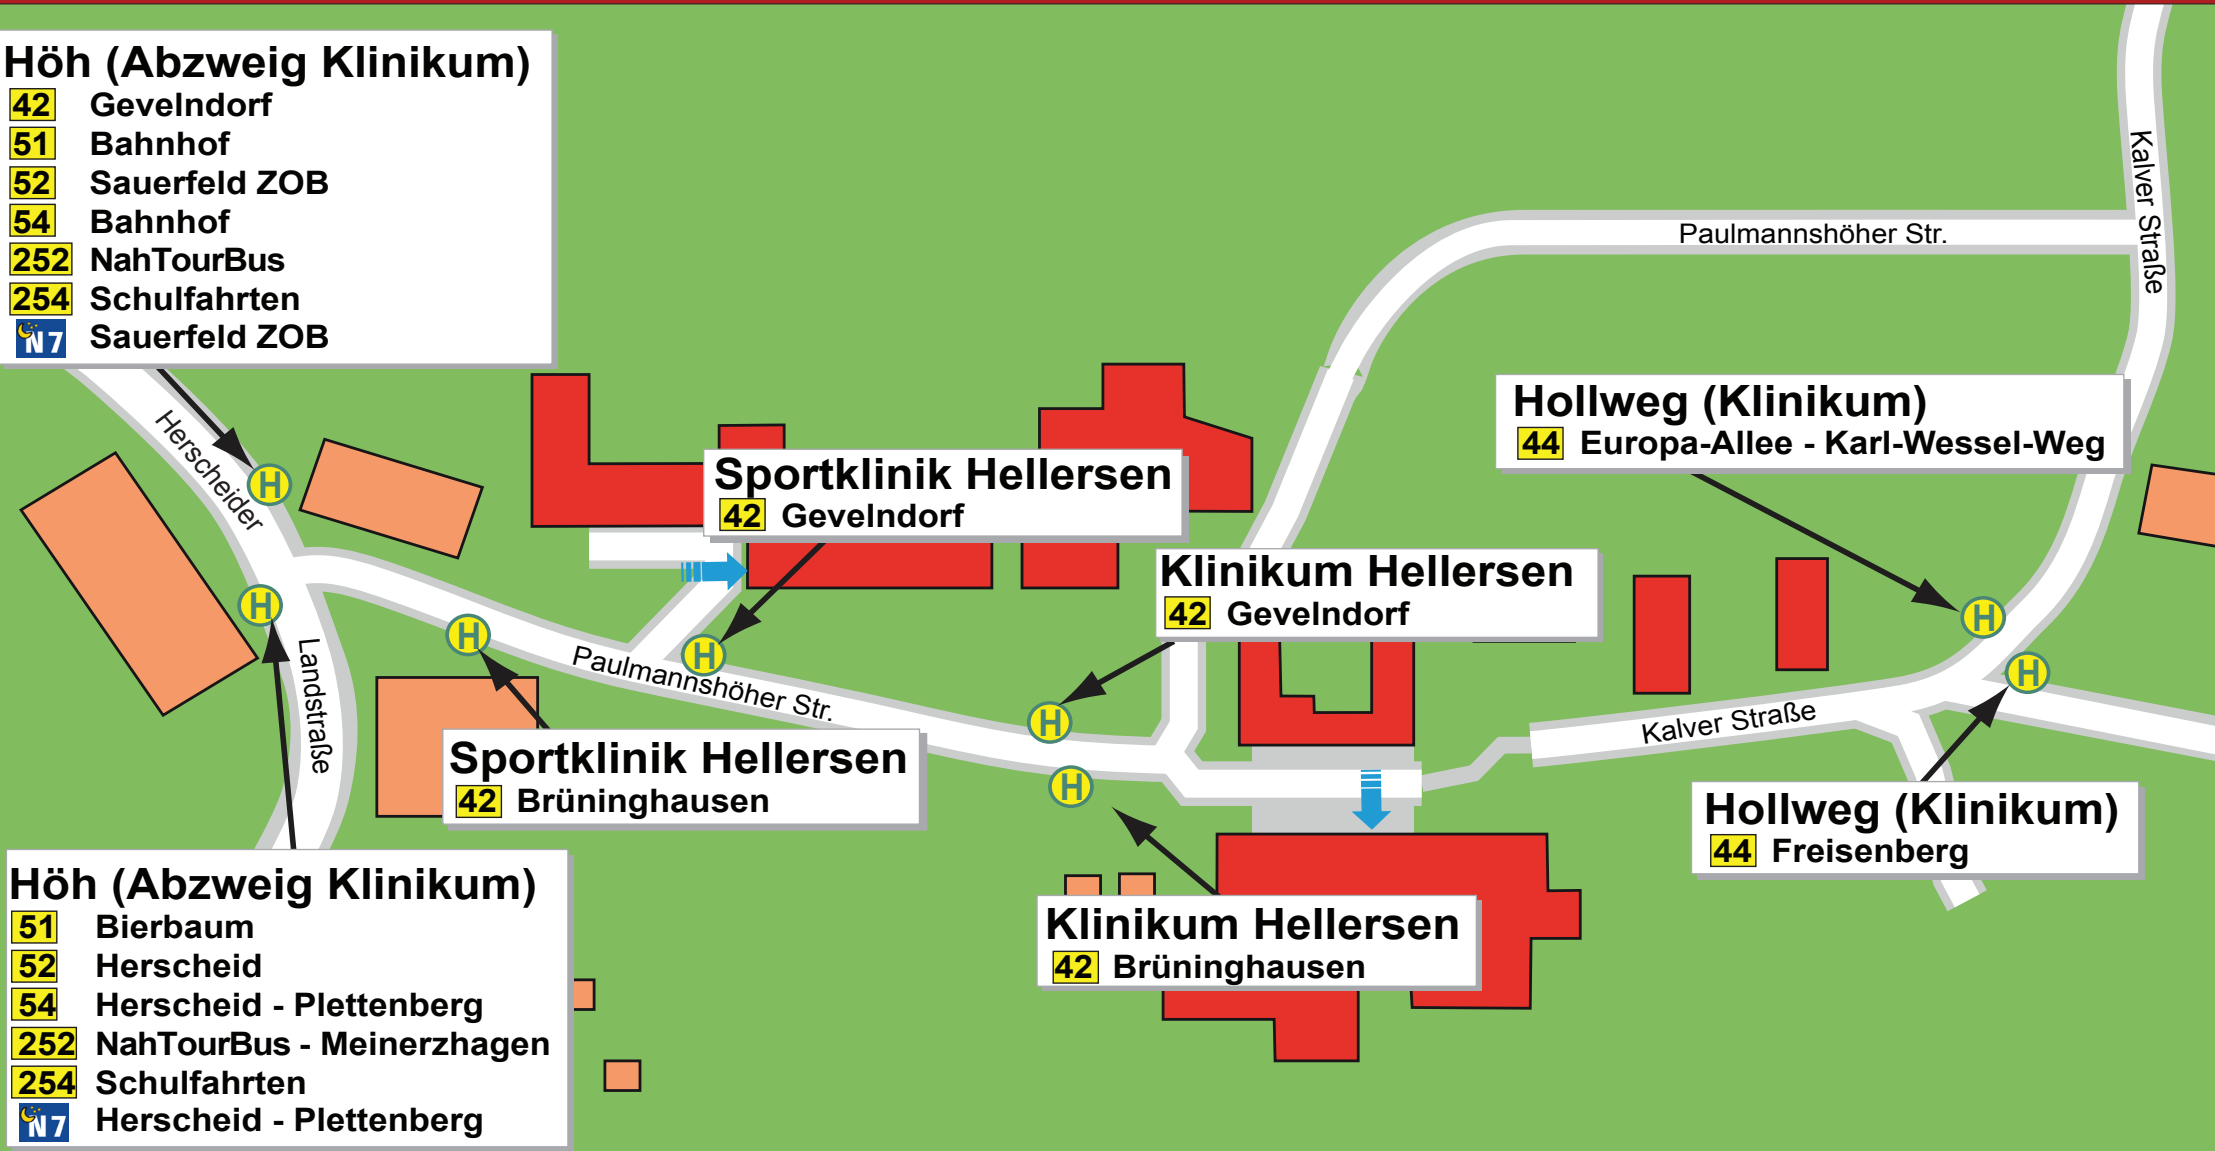 Höh (Abzweig Klinikum)
42 Gevelndorf
51 Bahnhof
52 Sauerfeld ZOB
54 Bahnhof
252 NahTourBus
254 Schulfahrten
N7 Sauerfeld ZOB
Kalver Straße
Paulmannshöher Str.
Hollweg (Klinikum)
44 Europa-Allee - Karl-Wessel-Weg
Herscheider
H
Sportklinik Hellersen
42 Gevelndorf
Klinikum Hellersen
42 Gevelndorf
H
H
H
H
H
Landstraße
Paulmannshöher Str.
H
H
Kalver Straße
H
Sportklinik Hellersen
42 Brüninghausen
Hollweg (Klinikum)
44 Freisenberg
Höh (Abzweig Klinikum)
51 Bierbaum
52 Herscheid
54 Herscheid - Plettenberg
252 NahTourBus - Meinerzhagen
254 Schulfahrten
N7 Herscheid - Plettenberg
Klinikum Hellersen
42 Brüninghausen